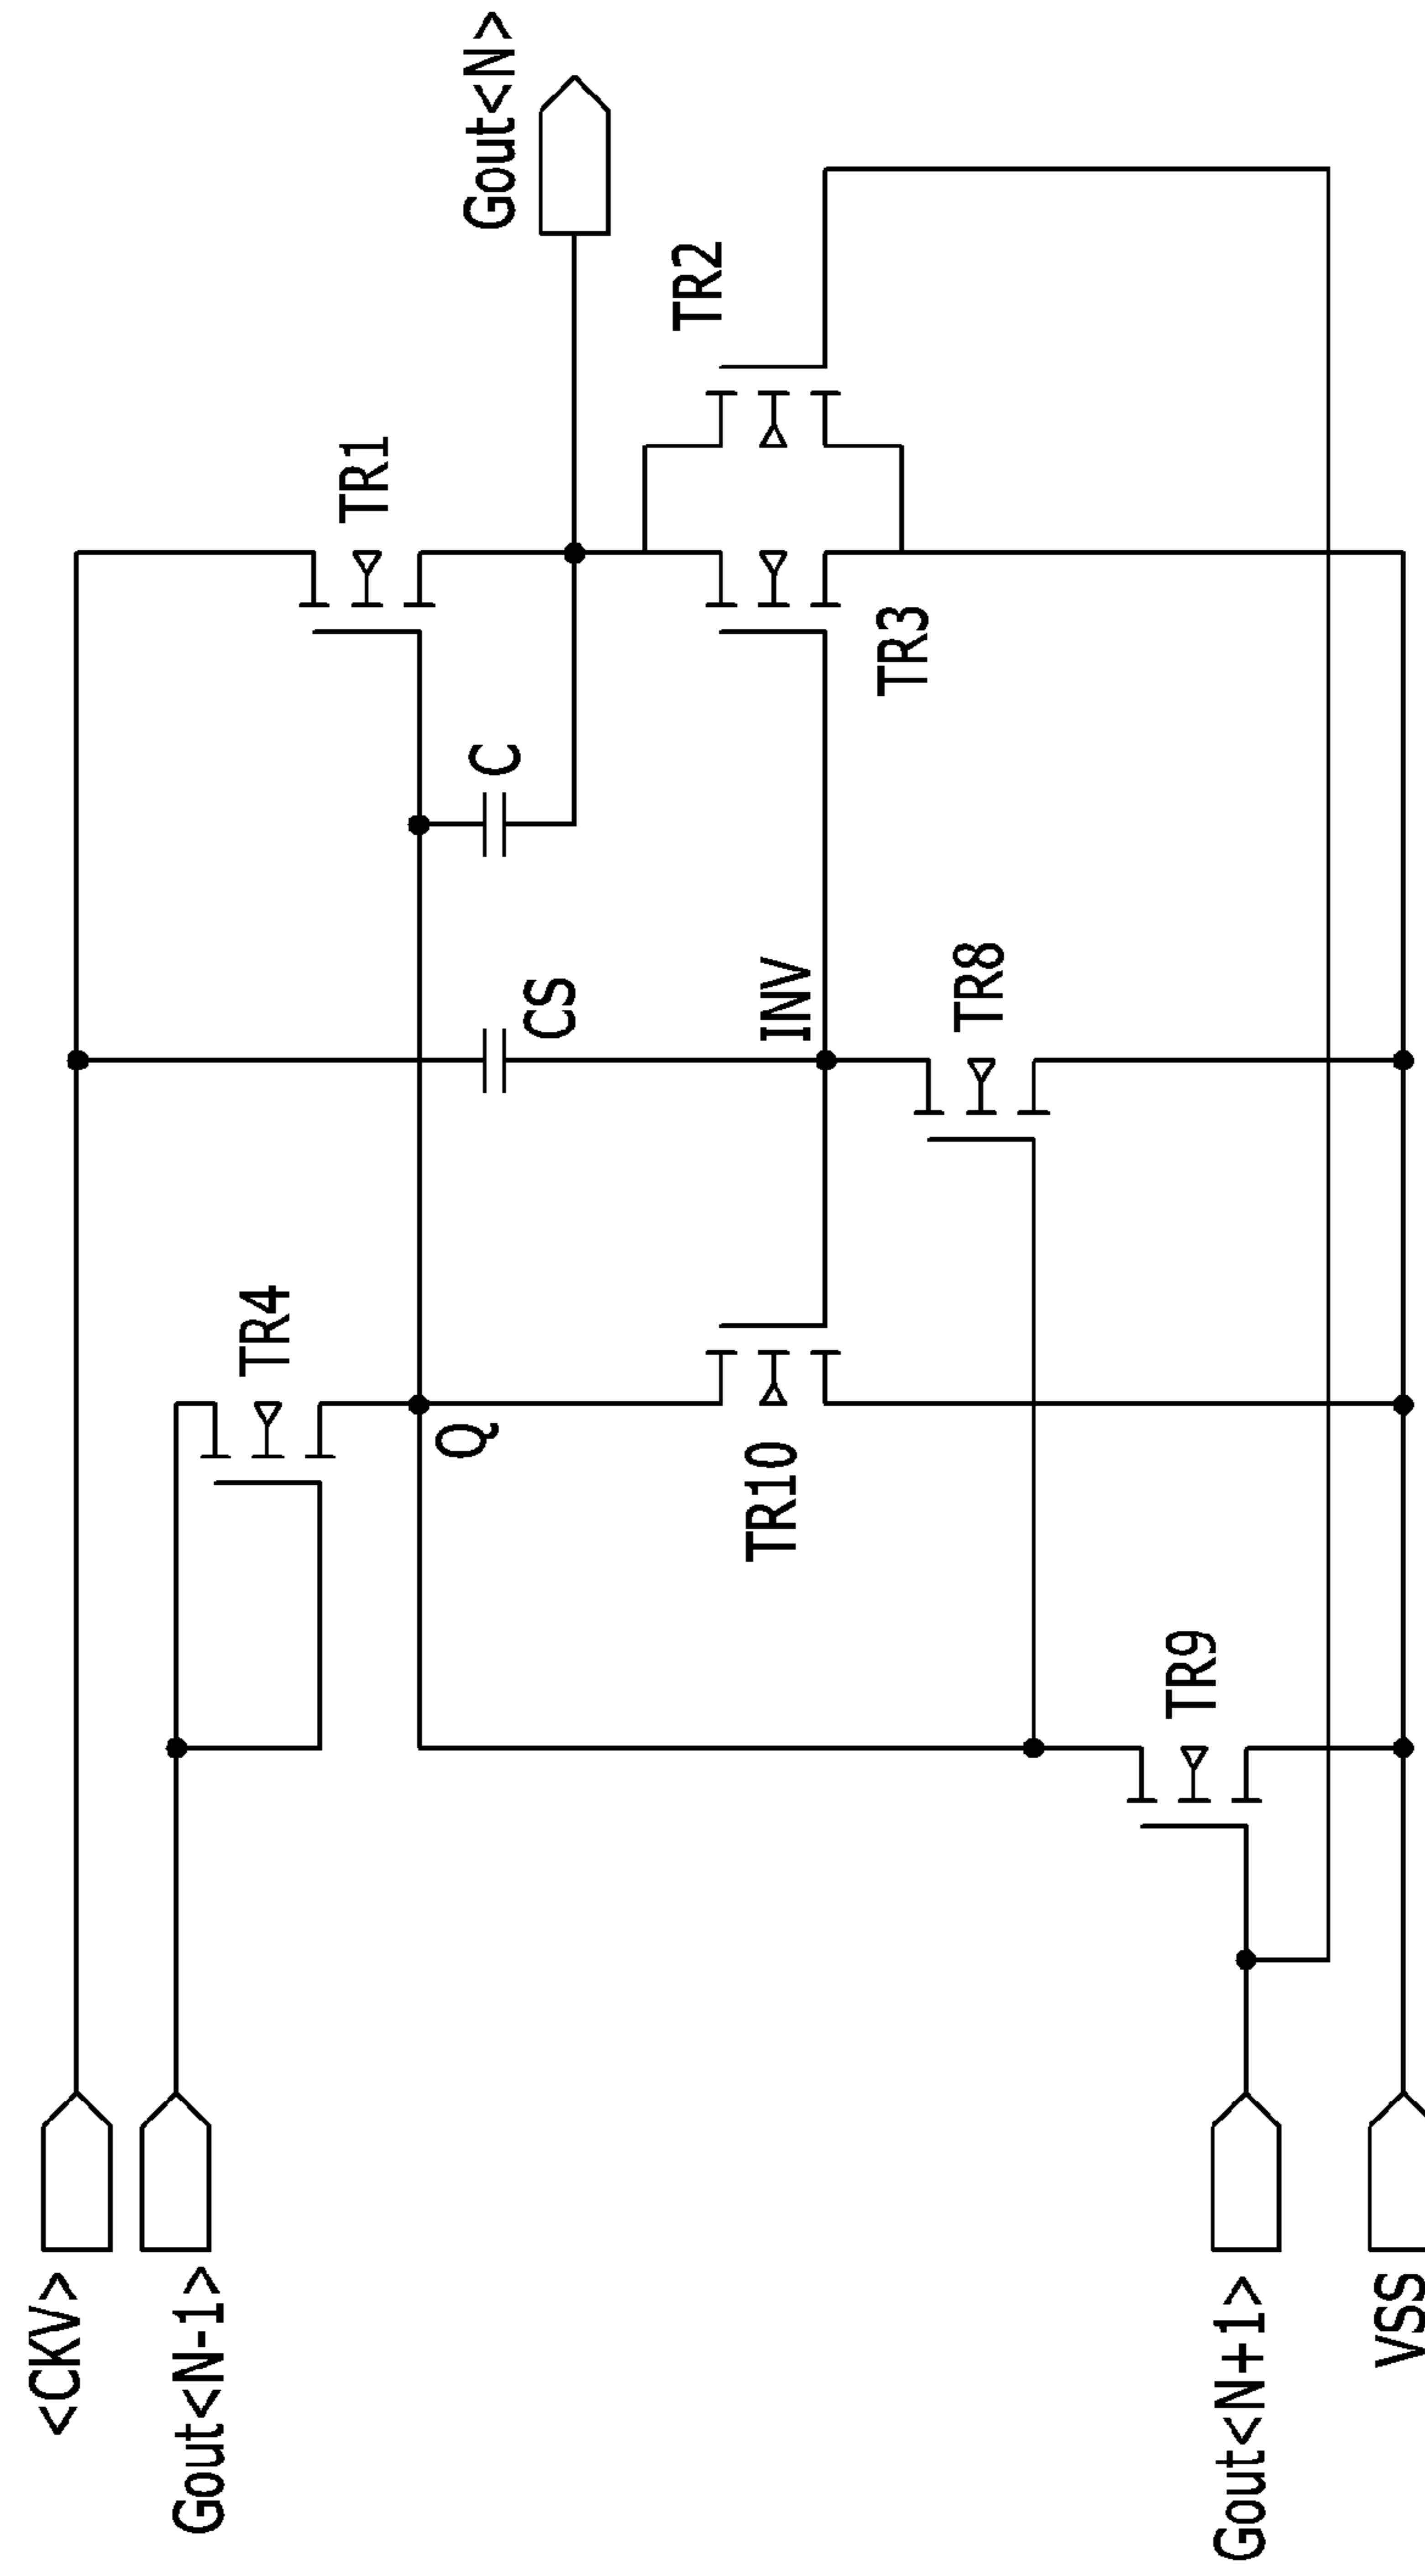 <CKV>
Gout<N-1>
TR4
TR1
Gout<N>
Q
CS
C
TR2
TR10
INV
TR3
TR8
TR9
Gout<N+1>
VSS